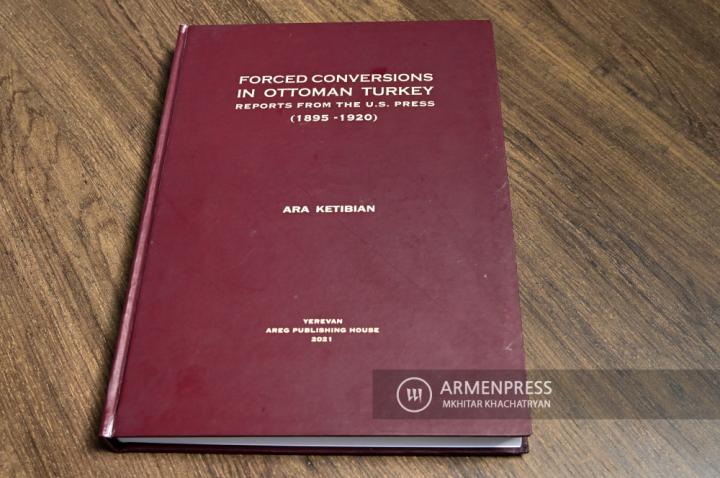 FORCED CONVERSIONS
IN OTTOMAN TURKEY
REPORTS FROM THE U.S. PRESS
(1895 -1920)
ARA KETIBIAN
YEREVAN
AREG PUBLISHING HOUSE
2021
ARMENPRESS
MKHITAR KHACHATRYAN